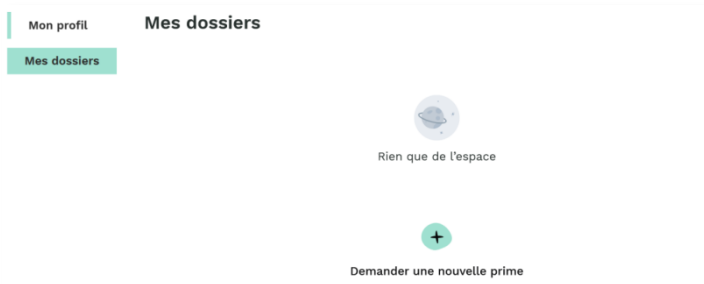 Mon profil
Mes dossiers
Mes dossiers
Rien que de l'espace
Demander une nouvelle prime